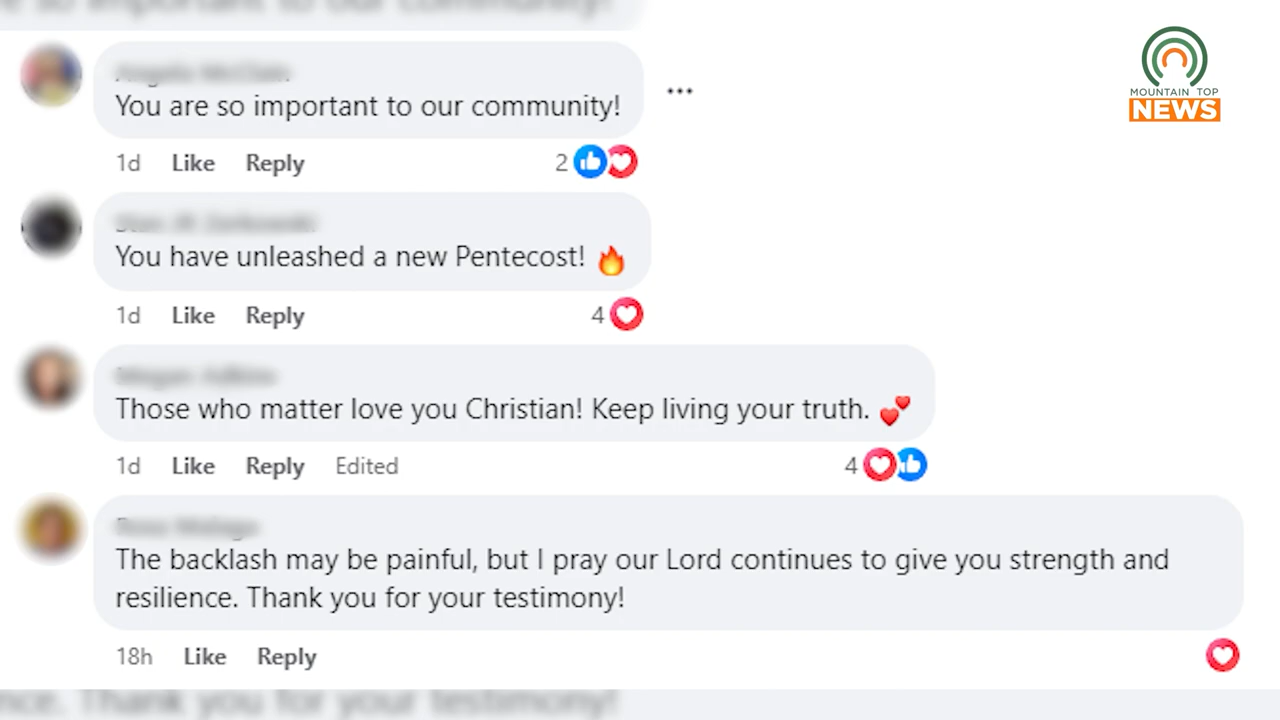 MOUNTAIN TOP
NEWS
You are so important to our community!
1d Like Reply 2
You have unleashed a new Pentecost! 🔥
1d Like Reply 4
Those who matter love you Christian! Keep living your truth. 💕
1d Like Reply Edited 4
The backlash may be painful, but I pray our Lord continues to give you strength and
resilience. Thank you for your testimony!
18h Like Reply